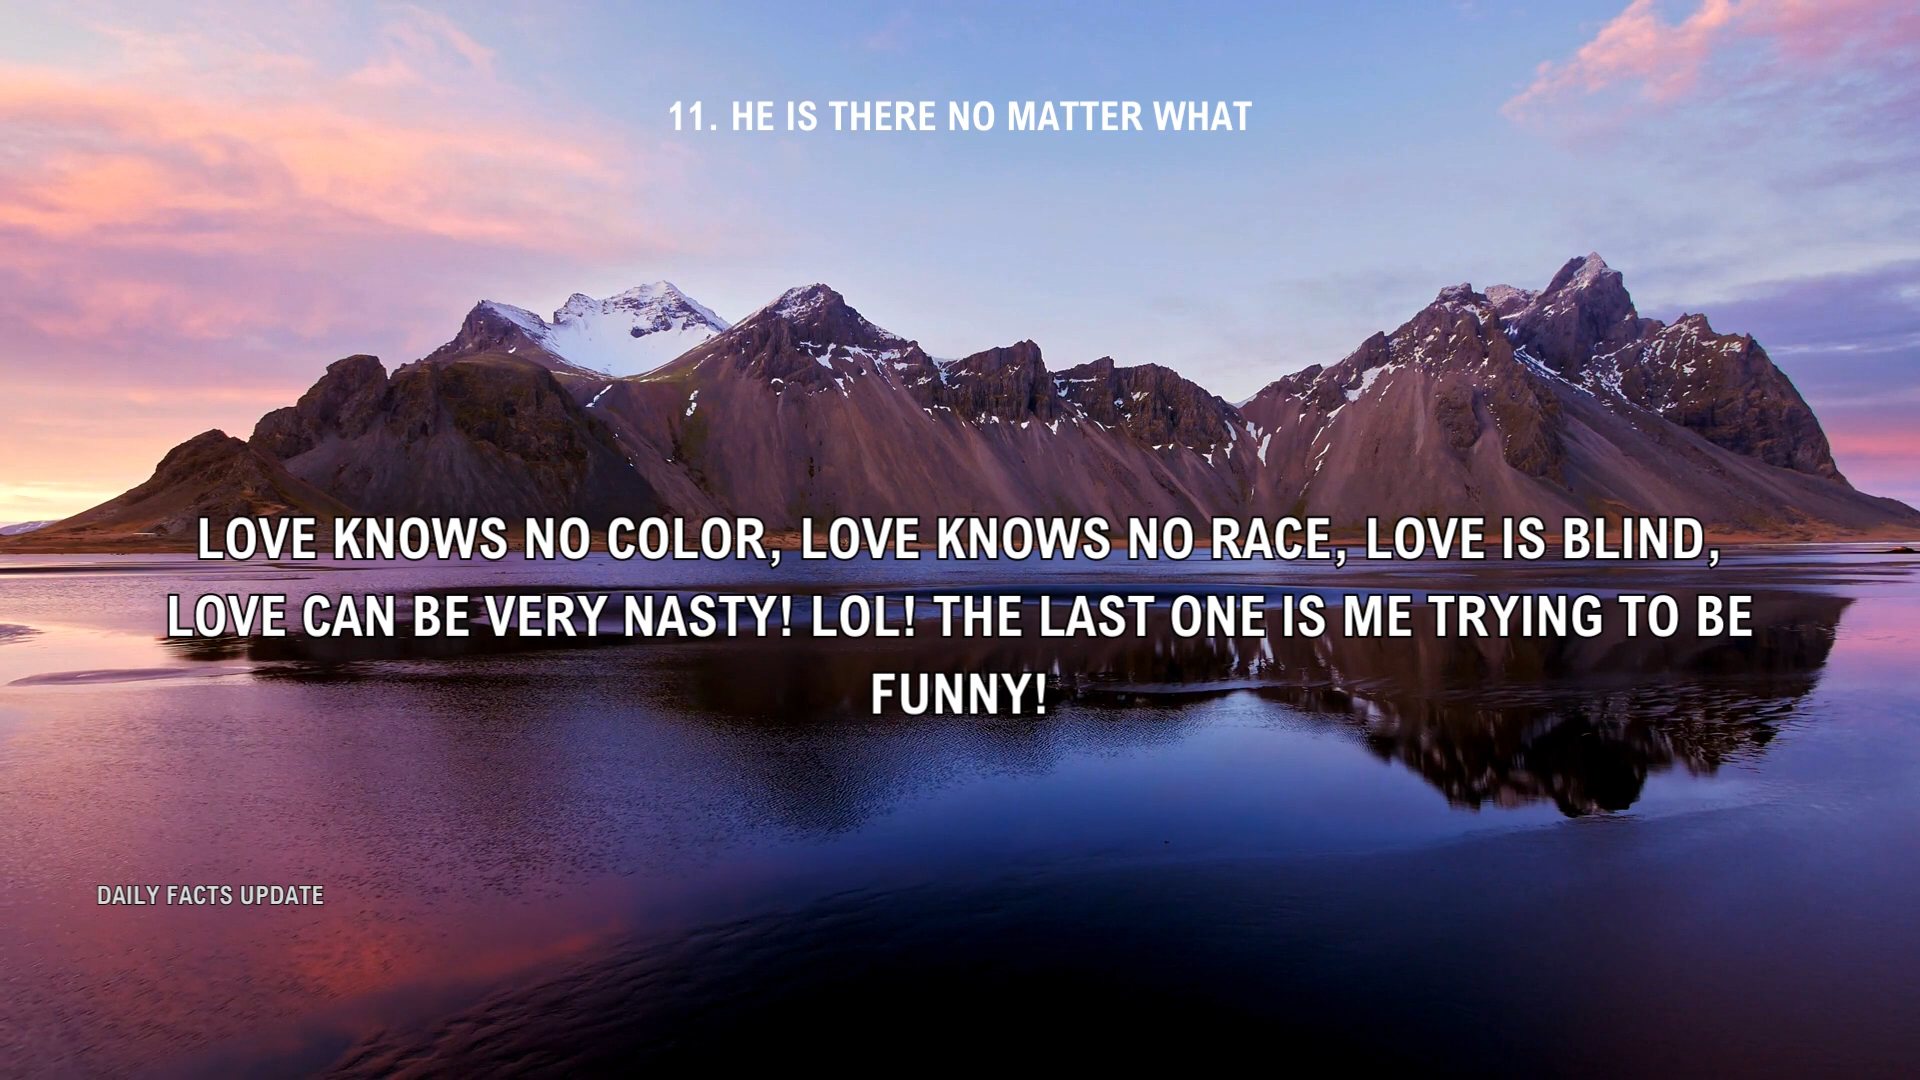 11. HE IS THERE NO MATTER WHAT
LOVE KNOWS NO COLOR, LOVE KNOWS NO RACE, LOVE IS BLIND,
LOVE CAN BE VERY NASTY! LOL! THE LAST ONE IS ME TRYING TO BE
FUNNY!
DAILY FACTS UPDATE